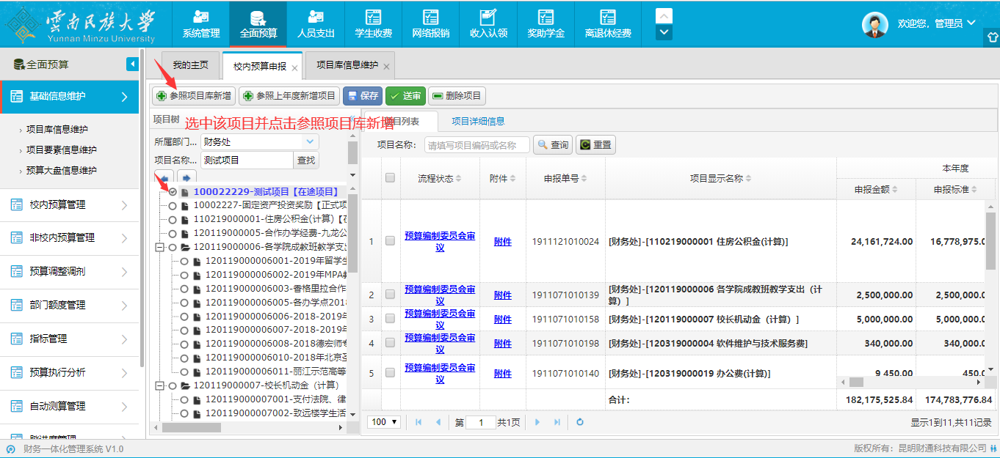 雲南民族大学
Yunnan Minzu University
系统管理
全面预算
人员支出
学生收费
网络报销
收入认领
奖助学金
离退休经费
欢迎您，管理员
全面预算
我的主页
校内预算申报
项目库信息维护
基础信息维护
项目库信息维护
项目要素信息维护
预算大盘信息维护
校内预算管理
非校内预算管理
预算调整调剂
部门额度管理
指标管理
预算执行分析
自动测算管理
参照项目库新增
参照上年度新增项目
保存
送审
删除项目
选中该项目并点击参照项目库新增
项目树
所属部门... 财务处
项目名称... 测试项目 查找
100022229-测试项目【在途项目】
10002227-固定资产投资奖励【正式项
110219000001-住房公积金(计算)【在
120119000005-合作办学经费-九龙公
120119000006-各学院成教班教学支出
120119000006001-2019年留学生
120119000006002-2019年MPA教
120119000006003-香格里拉合作
120119000006005-各办学点2018
120119000006006-2018-2019年
120119000006007-2018-2019年
120119000006008-2018德宏师专
120119000006010-2018年北京圣
120119000006011-丽江示范高等
120119000007-校长机动金（计算）
120119000007001-支付法院、律
120119000007002-致远楼学生活
项目列表
项目详细信息
项目名称： 请填写项目编码或名称 查询 重置
流程状态 附件 申报单号 项目显示名称 本年度
申报金额 申报标准
1 预算编制委员会审议 附件 1911121010024 [财务处]-[110219000001 住房公积金(计算)] 24,161,724.00 16,778,975.0
2 预算编制委员会审议 附件 1911071010139 [财务处]-[120119000006 各学院成教班教学支出（计算）] 2,500,000.00 2,500,000.0
3 预算编制委员会审议 附件 1911071010158 [财务处]-[120119000007 校长机动金（计算）] 5,000,000.00 5,000,000.0
4 预算编制委员会审议 附件 1911071010198 [财务处]-[120319000004 软件维护与技术服务费] 340,000.00 340,000.0
5 预算编制委员会审议 附件 1911071010140 [财务处]-[120319000019 办公费(计算)] 9,450.00 450.0
合计： 182,175,525.84 174,783,776.84
100 第 1 共1页 显示1到11,共11记录
财务一体化管理系统 V1.0
版权所有：昆明财通科技有限公司